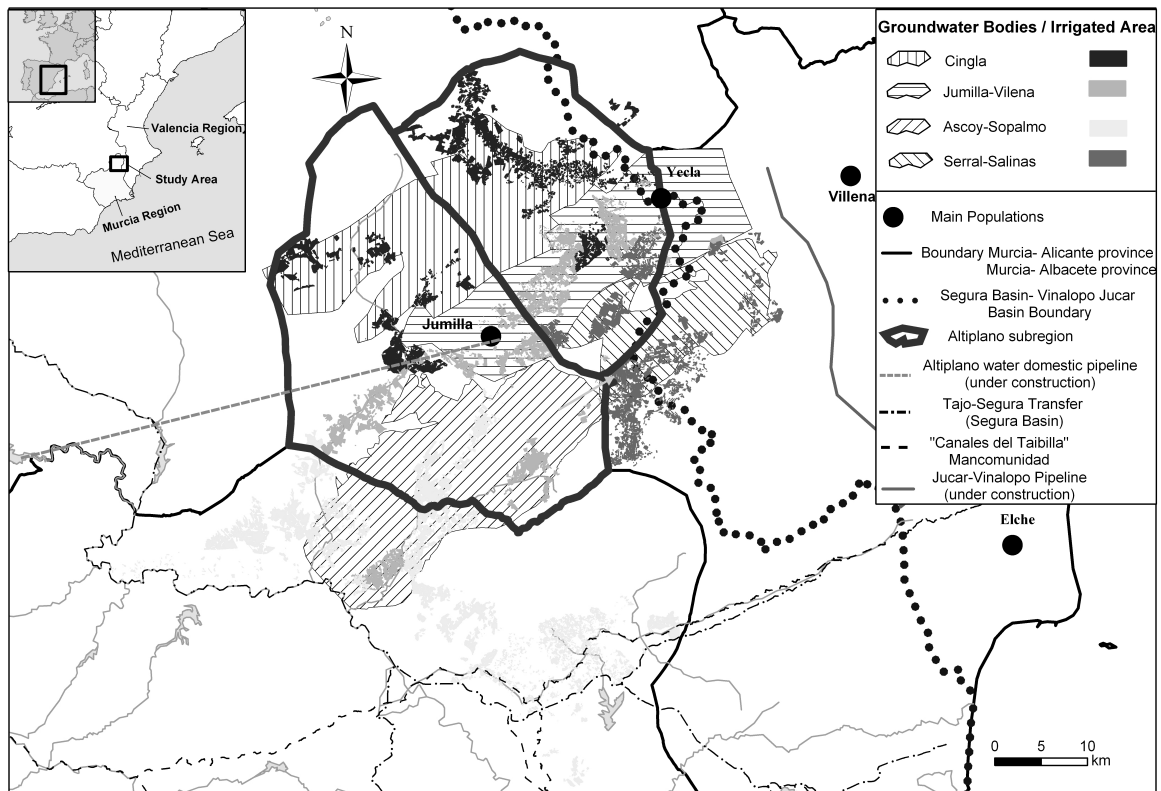 Valencia Region
Study Area
Murcia Region
Mediterranean Sea
N
Yecla
Villena
Jumilla
Elche
Groundwater Bodies / Irrigated Area
Cingla
Jumilla-Vilena
Ascoy-Sopalmo
Serral-Salinas
Main Populations
Boundary Murcia- Alicante province
Murcia- Albacete province
Segura Basin- Vinalopo Jucar
Basin Boundary
Altiplano subregion
Altiplano water domestic pipeline
(under construction)
Tajo-Segura Transfer
(Segura Basin)
"Canales del Taibilla"
Mancomunidad
Jucar-Vinalopo Pipeline
(under construction)
0 5 10
km